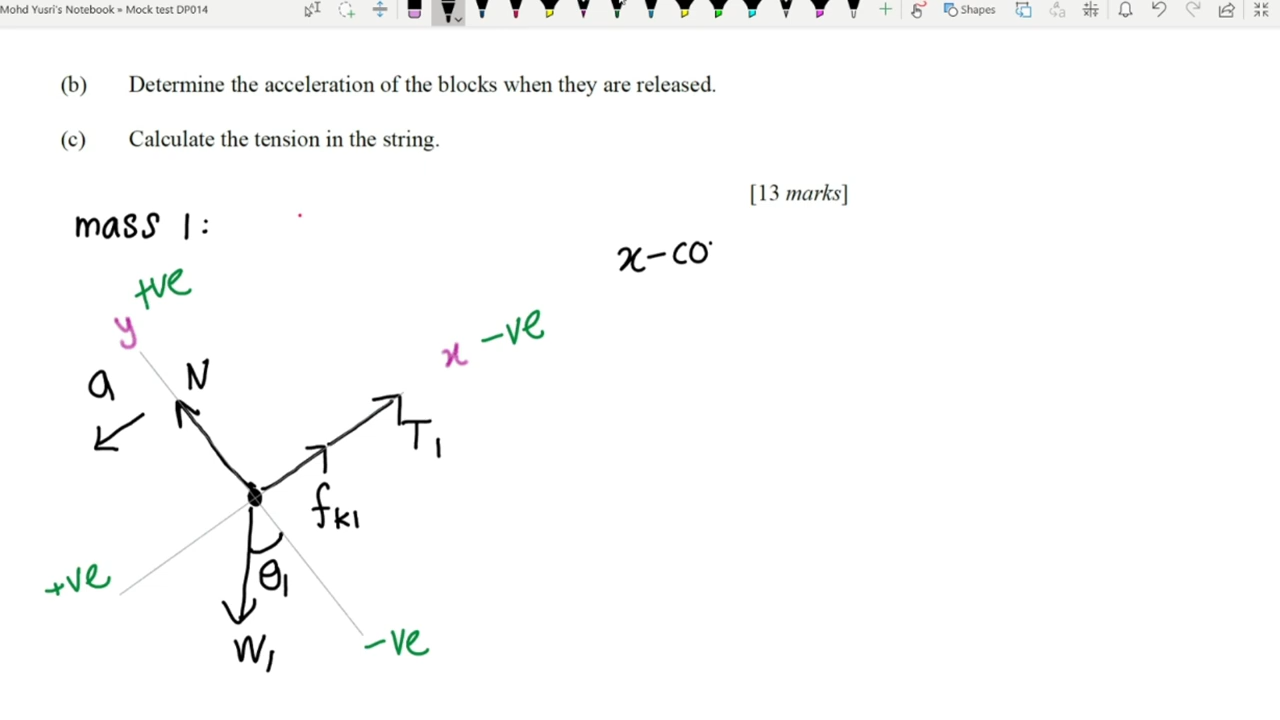 Mohd Yusri's Notebook » Mock test DP014
Shapes
(b) Determine the acceleration of the blocks when they are released.
(c) Calculate the tension in the string.
[13 marks]
mass 1:
x-co
+ve
y
x -ve
a
N
T1
fK1
+ve
θ1
W1
-ve